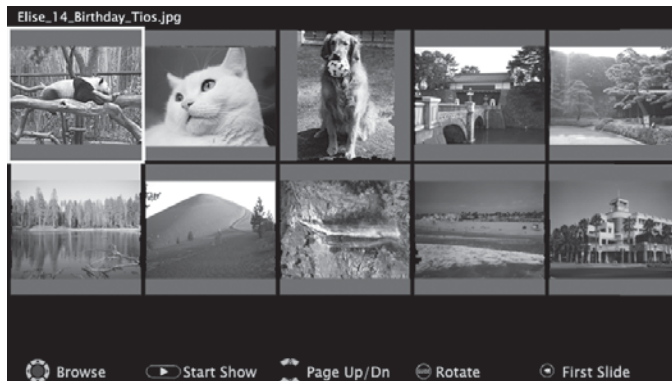 Elise_14_Birthday_Tios.jpg
Browse Start Show Page Up/Dn Rotate First Slide